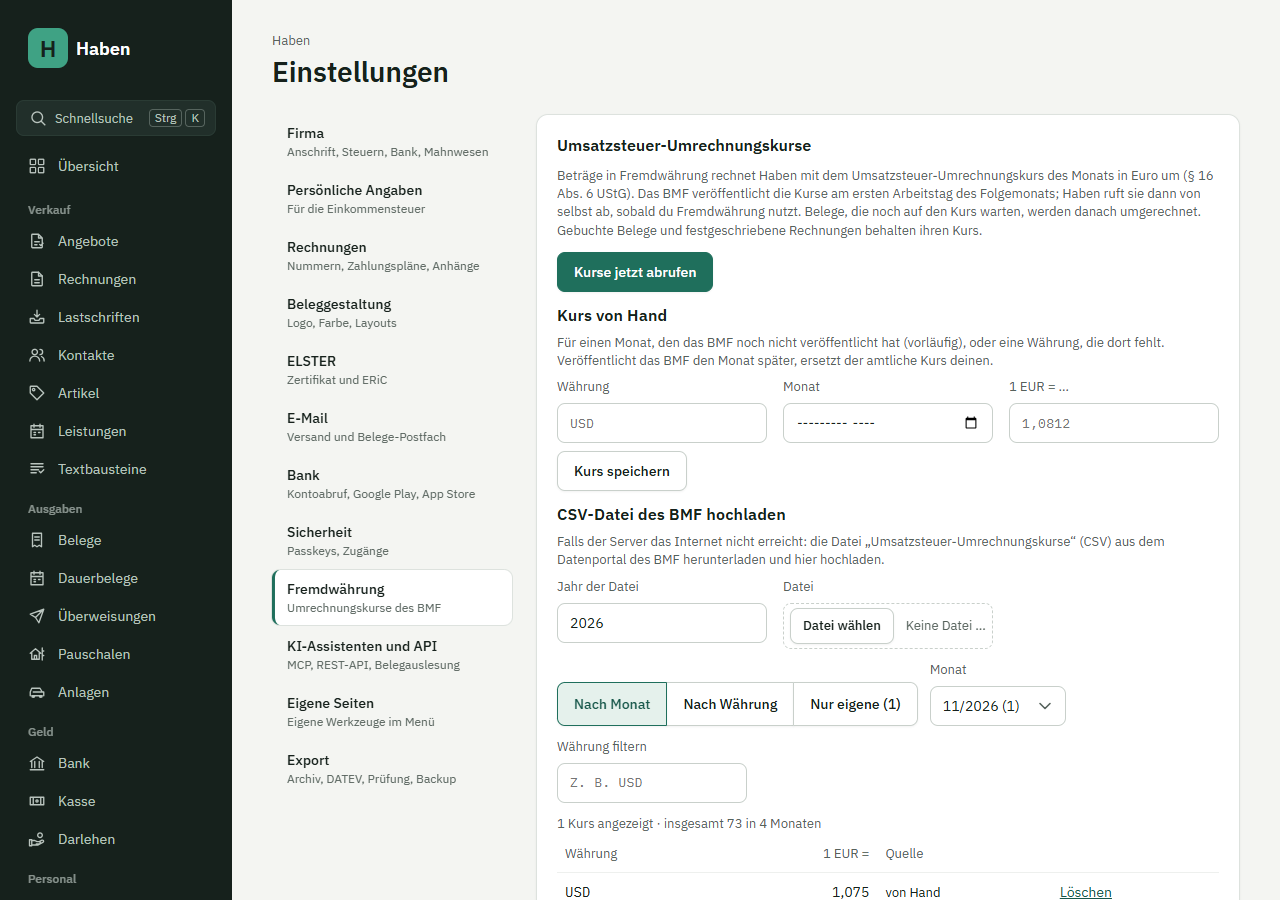 H Haben
Schnellsuche Strg K
Übersicht
Verkauf
Angebote
Rechnungen
Lastschriften
Kontakte
Artikel
Leistungen
Textbausteine
Ausgaben
Belege
Dauerbelege
Überweisungen
Pauschalen
Anlagen
Geld
Bank
Kasse
Darlehen
Personal
Haben
Einstellungen
Firma
Anschrift, Steuern, Bank, Mahnwesen
Persönliche Angaben
Für die Einkommensteuer
Rechnungen
Nummern, Zahlungspläne, Anhänge
Beleggestaltung
Logo, Farbe, Layouts
ELSTER
Zertifikat und ERiC
E-Mail
Versand und Belege-Postfach
Bank
Kontoabruf, Google Play, App Store
Sicherheit
Passkeys, Zugänge
Fremdwährung
Umrechnungskurse des BMF
KI-Assistenten und API
MCP, REST-API, Belegauslesung
Eigene Seiten
Eigene Werkzeuge im Menü
Export
Archiv, DATEV, Prüfung, Backup
Umsatzsteuer-Umrechnungskurse
Beträge in Fremdwährung rechnet Haben mit dem Umsatzsteuer-Umrechnungskurs des Monats in Euro um (§ 16
Abs. 6 UStG). Das BMF veröffentlicht die Kurse am ersten Arbeitstag des Folgemonats; Haben ruft sie dann von
selbst ab, sobald du Fremdwährung nutzt. Belege, die noch auf den Kurs warten, werden danach umgerechnet.
Gebuchte Belege und festgeschriebene Rechnungen behalten ihren Kurs.
Kurse jetzt abrufen
Kurs von Hand
Für einen Monat, den das BMF noch nicht veröffentlicht hat (vorläufig), oder eine Währung, die dort fehlt.
Veröffentlicht das BMF den Monat später, ersetzt der amtliche Kurs deinen.
Währung Monat 1 EUR = …
USD --------- ---- 1,0812
Kurs speichern
CSV-Datei des BMF hochladen
Falls der Server das Internet nicht erreicht: die Datei „Umsatzsteuer-Umrechnungskurse“ (CSV) aus dem
Datenportal des BMF herunterladen und hier hochladen.
Jahr der Datei Datei
2026 Datei wählen Keine Datei …
Monat
Nach Monat Nach Währung Nur eigene (1) 11/2026 (1)
Währung filtern
Z. B. USD
1 Kurs angezeigt · insgesamt 73 in 4 Monaten
Währung 1 EUR = Quelle
USD 1,075 von Hand Löschen